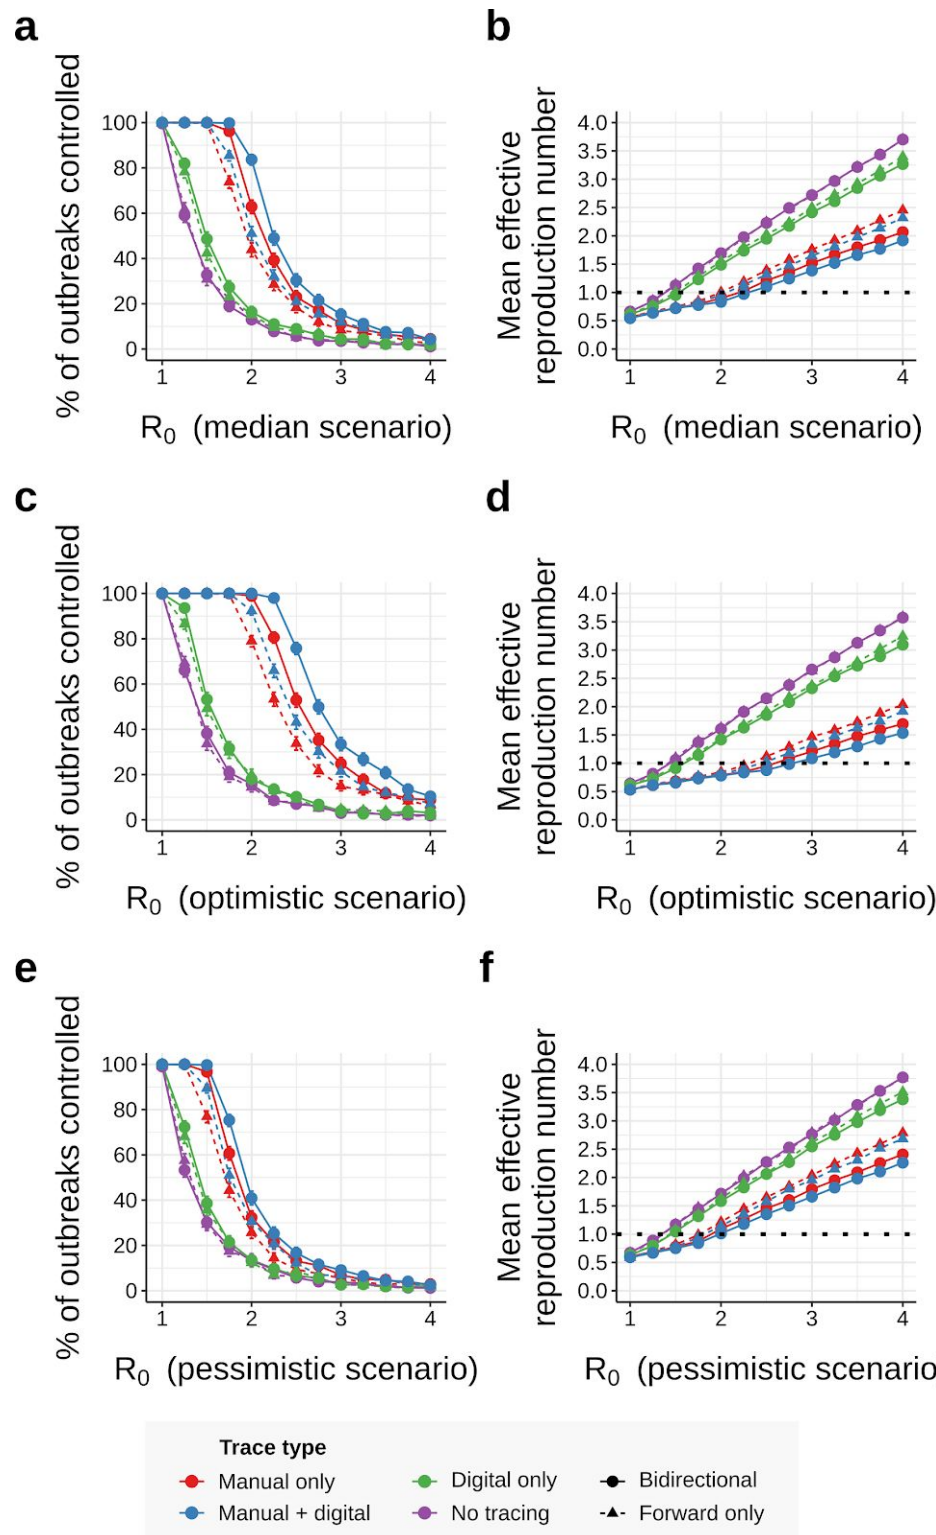 a
% of outbreaks controlled
100
80
60
40
20
0
1 2 3 4
R0 (median scenario)
b
Mean effective
reproduction number
4.0
3.5
3.0
2.5
2.0
1.5
1.0
0.5
0.0
1 2 3 4
R0 (median scenario)
c
% of outbreaks controlled
100
80
60
40
20
0
1 2 3 4
R0 (optimistic scenario)
d
Mean effective
reproduction number
4.0
3.5
3.0
2.5
2.0
1.5
1.0
0.5
0.0
1 2 3 4
R0 (optimistic scenario)
e
% of outbreaks controlled
100
80
60
40
20
0
1 2 3 4
R0 (pessimistic scenario)
f
Mean effective
reproduction number
4.0
3.5
3.0
2.5
2.0
1.5
1.0
0.5
0.0
1 2 3 4
R0 (pessimistic scenario
Trace type
Manual only Digital only Bidirectional
Manual + digital No tracing Forward only